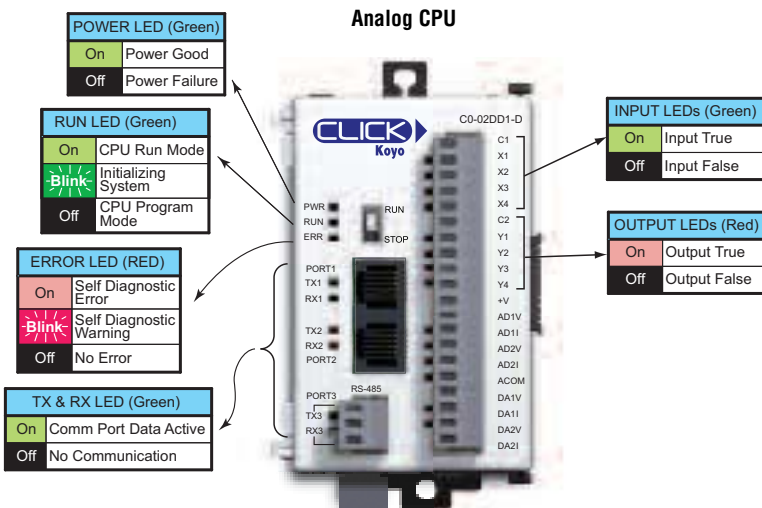 Analog CPU
POWER LED (Green)
On Power Good
Off Power Failure
RUN LED (Green)
On CPU Run Mode
Blink Initializing
System
Off CPU Program
Mode
ERROR LED (RED)
On Self Diagnostic
Error
Blink Self Diagnostic
Warning
Off No Error
TX & RX LED (Green)
On Comm Port Data Active
Off No Communication
CLICK
Koyo
C0-02DD1-D
PWR
RUN
ERR
RUN
STOP
PORT1
TX1
RX1
TX2
RX2
PORT2
PORT3
RS-485
TX3
RX3
C1
X1
X2
X3
X4
C2
Y1
Y2
Y3
Y4
+V
AD1V
AD1I
AD2V
AD2I
ACOM
DA1V
DA1I
DA2V
DA2I
INPUT LEDs (Green)
On Input True
Off Input False
OUTPUT LEDs (Red)
On Output True
Off Output False